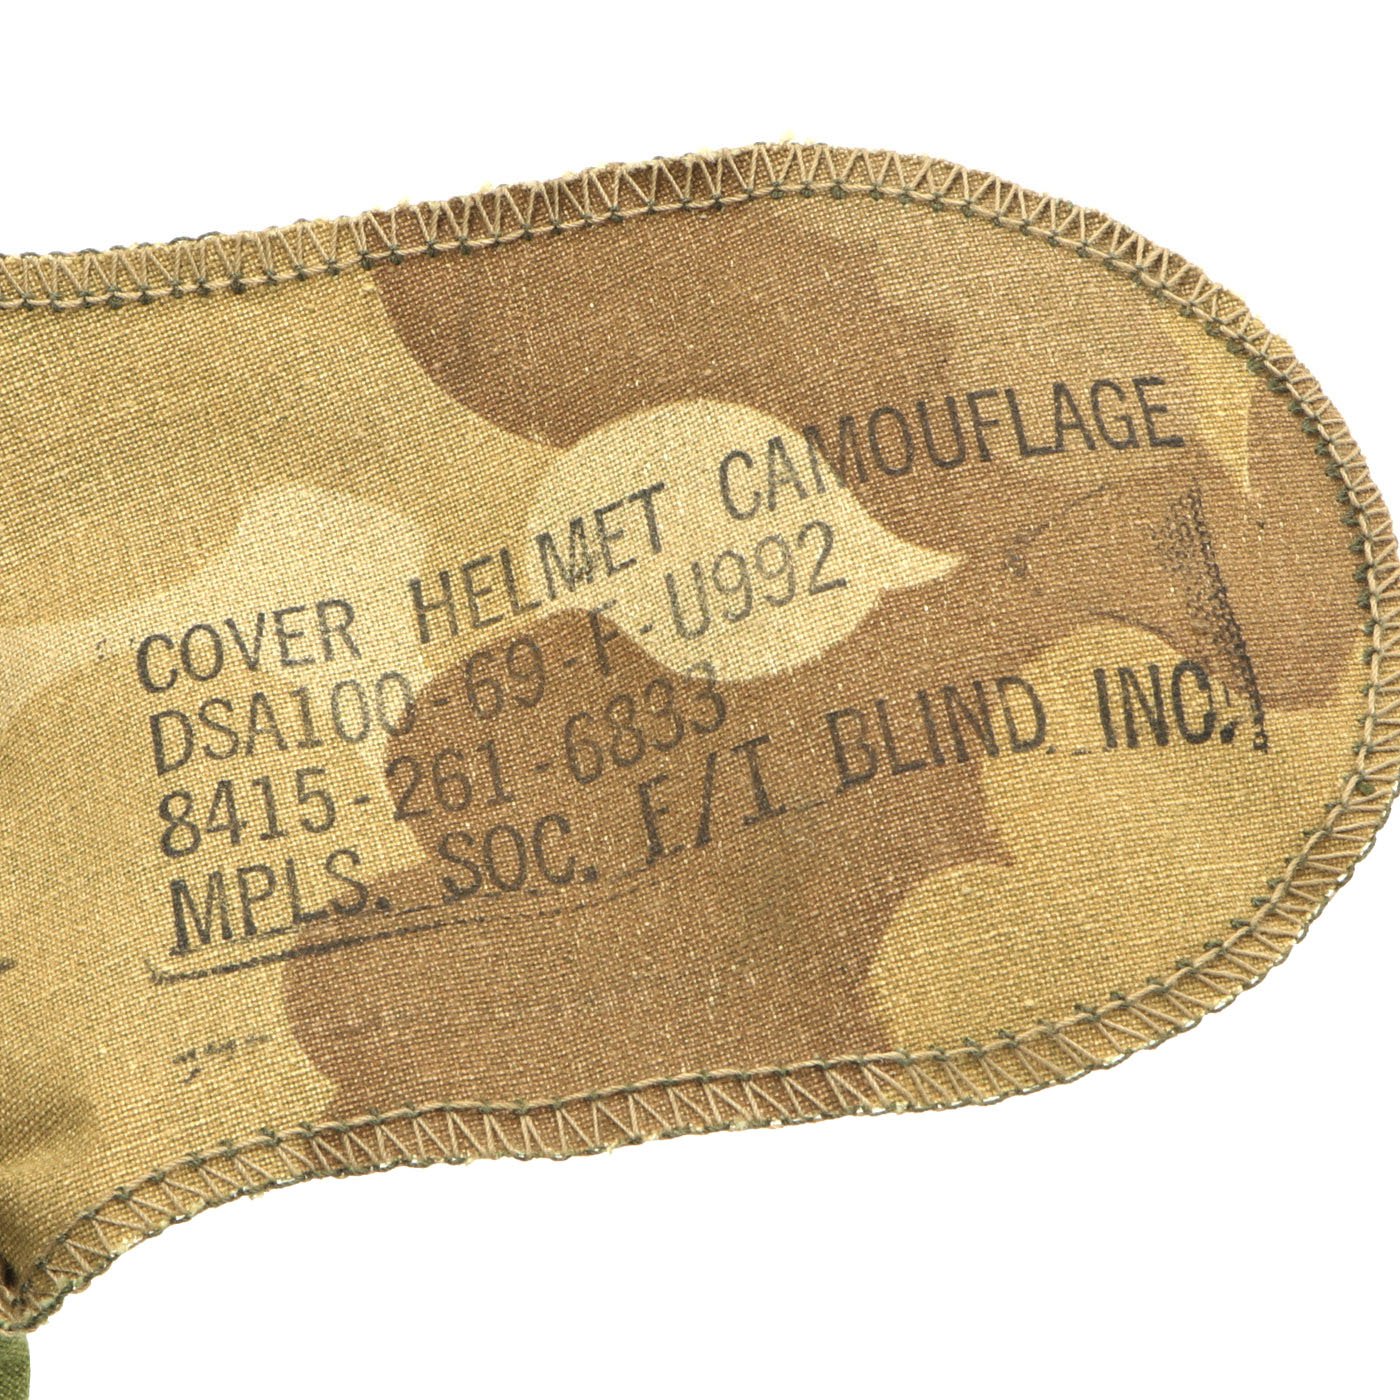 COVER HELMET CAMOUFLAGE
DSA100-69-F-U992
8415-261-6833
MPLS. SOC. F/I BLIND INC.